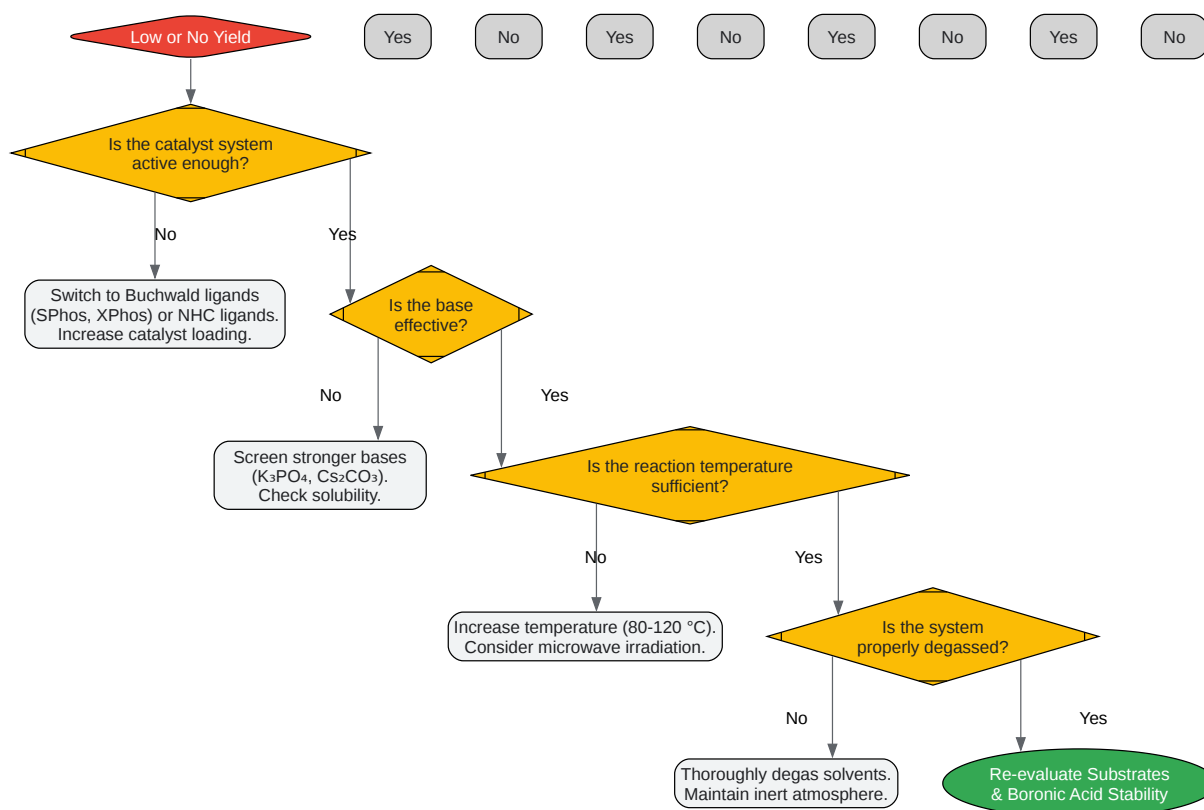 Low or No Yield
Yes
No
Yes
No
Yes
No
Yes
No
Is the catalyst system
active enough?
No
Yes
Switch to Buchwald ligands
(SPhos, XPhos) or NHC ligands.
Increase catalyst loading.
Is the base
effective?
No
Yes
Screen stronger bases
(K₃PO₄, Cs₂CO₃).
Check solubility.
Is the reaction temperature
sufficient?
No
Yes
Increase temperature (80-120 °C).
Consider microwave irradiation.
Is the system
properly degassed?
No
Yes
Thoroughly degas solvents.
Maintain inert atmosphere.
Re-evaluate Substrates
& Boronic Acid Stability